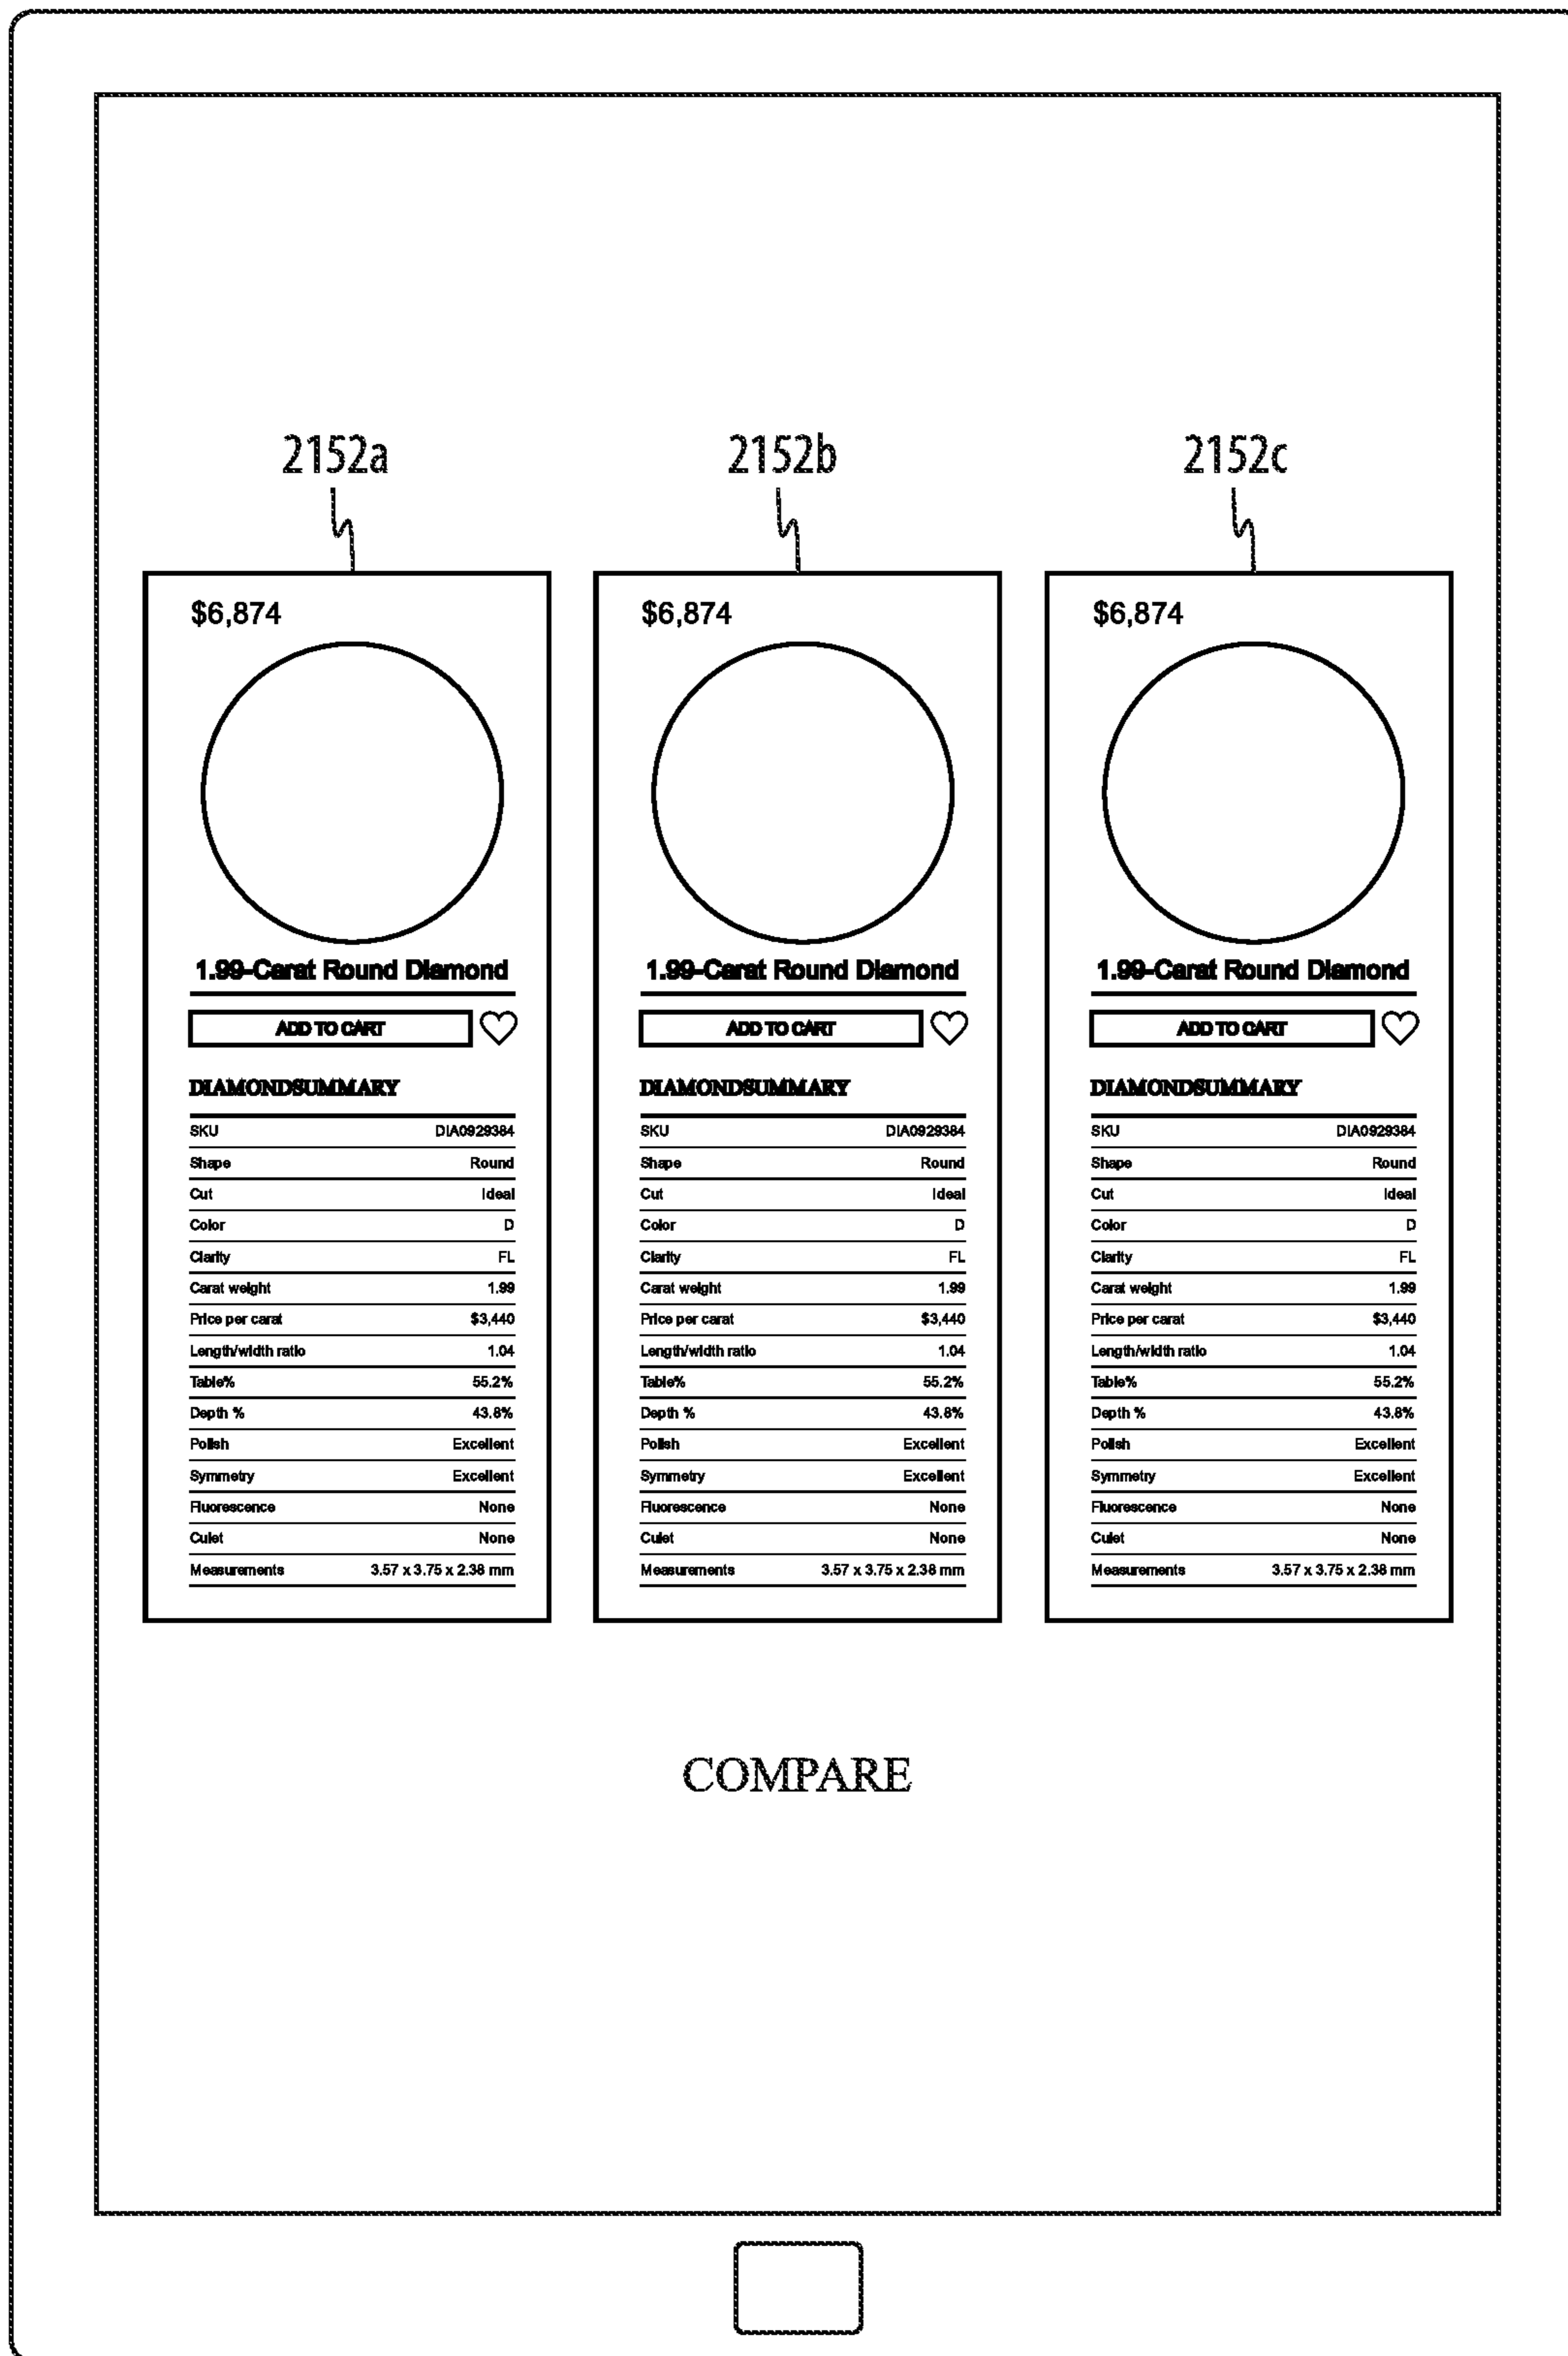 2152a 2152b 2152c
$6,874 $6,874 $6,874
1.99-Carat Round Diamond 1.99-Carat Round Diamond 1.99-Carat Round Diamond
ADD TO CART ADD TO CART ADD TO CART
DIAMONDSUMMARY DIAMONDSUMMARY DIAMONDSUMMARY
SKU DIA0929384 SKU DIA0929384 SKU DIA0929384
Shape Round Shape Round Shape Round
Cut Ideal Cut Ideal Cut Ideal
Color D Color D Color D
Clarity FL Clarity FL Clarity FL
Carat weight 1.99 Carat weight 1.99 Carat weight 1.99
Price per carat $3,440 Price per carat $3,440 Price per carat $3,440
Length/width ratio 1.04 Length/width ratio 1.04 Length/width ratio 1.04
Table% 55.2% Table% 55.2% Table% 55.2%
Depth % 43.8% Depth % 43.8% Depth % 43.8%
Polish Excellent Polish Excellent Polish Excellent
Symmetry Excellent Symmetry Excellent Symmetry Excellent
Fluorescence None Fluorescence None Fluorescence None
Culet None Culet None Culet None
Measurements 3.57 x 3.75 x 2.38 mm Measurements 3.57 x 3.75 x 2.38 mm Measurements 3.57 x 3.75 x 2.38 mm
COMPARE